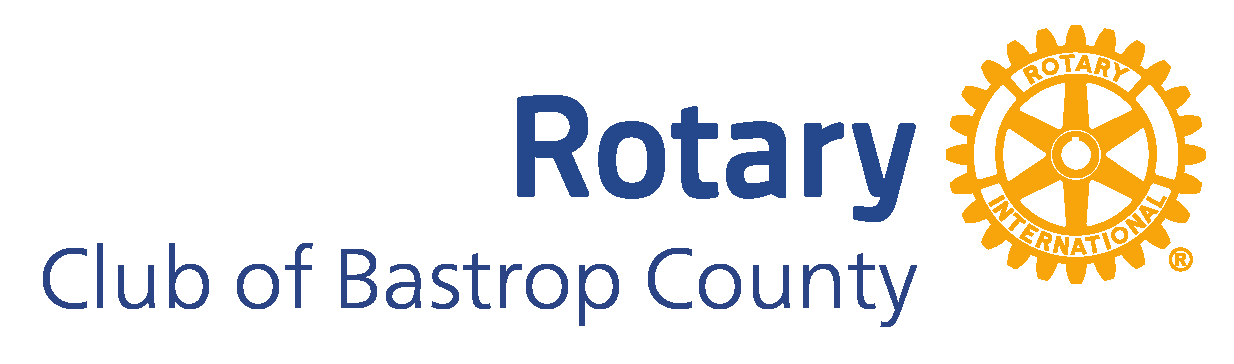 Rotary
Club of Bastrop County
ROTARY
INTERNATIONAL
®